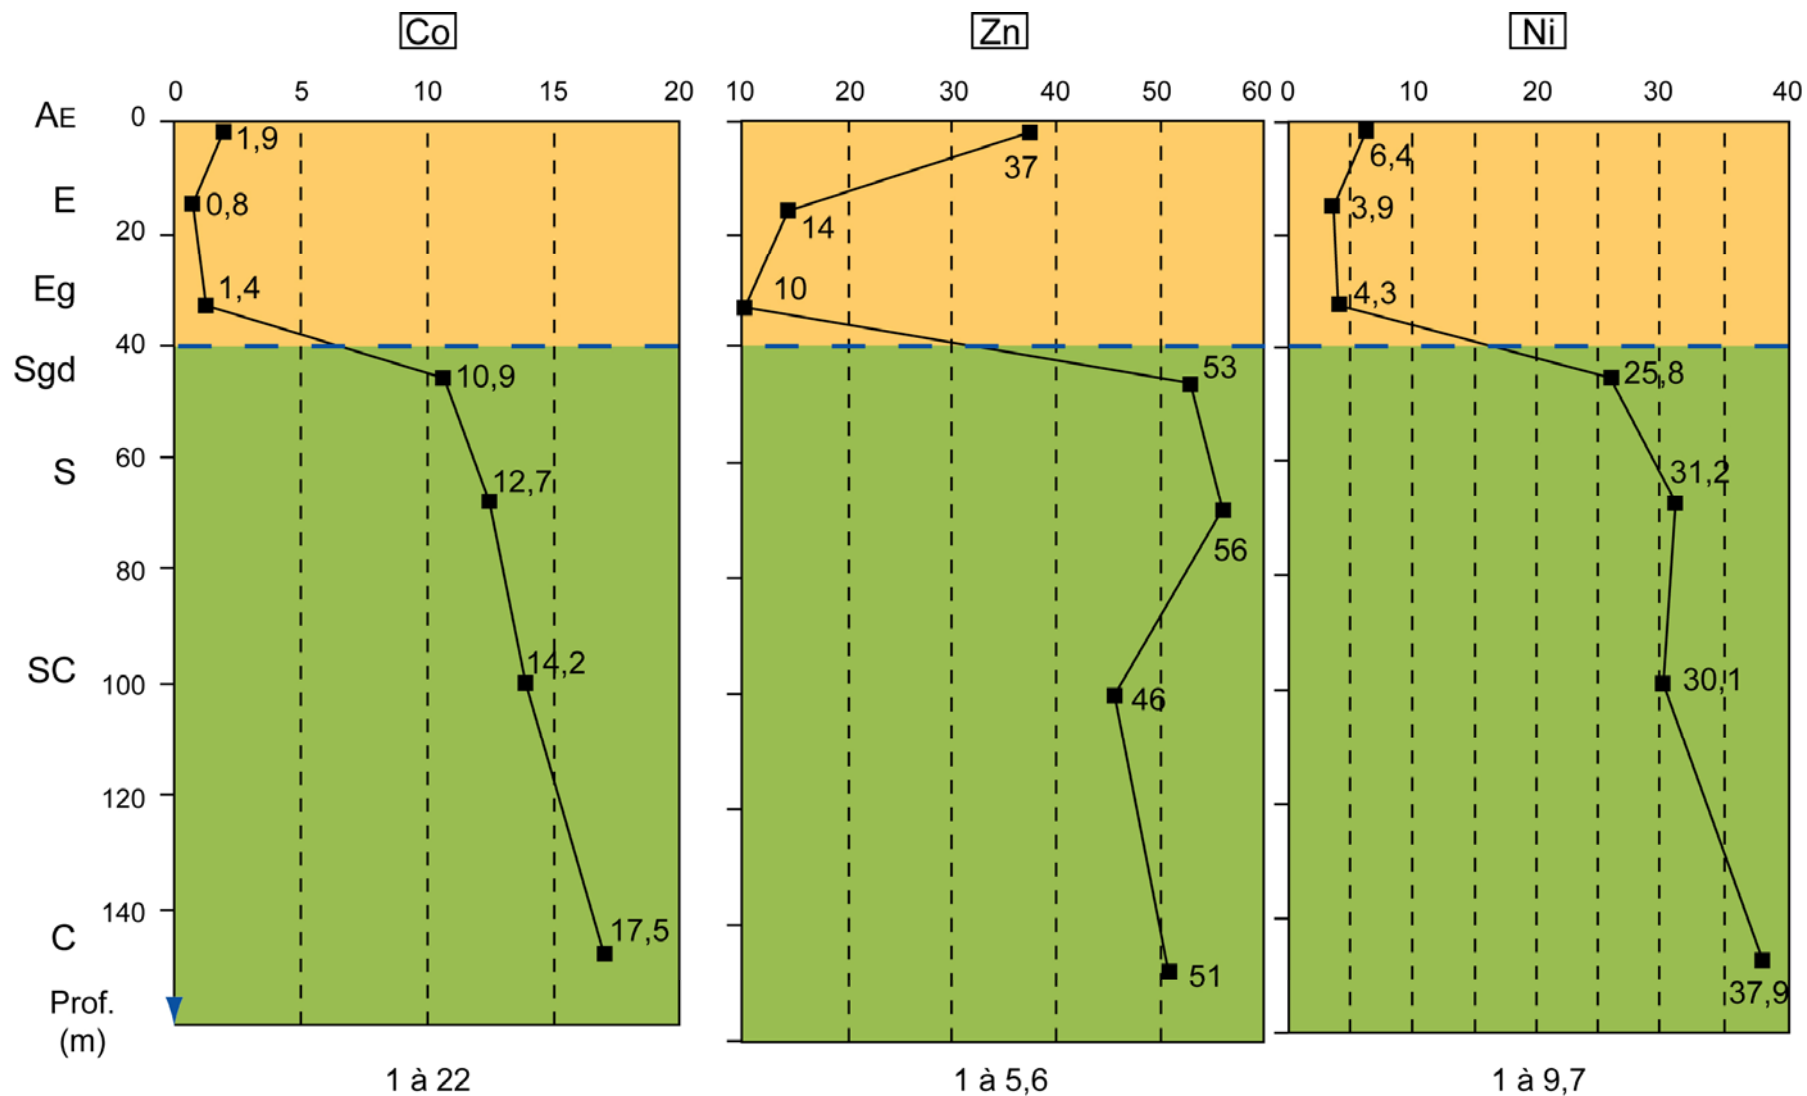 Co Zn Ni
0 5 10 15 20 10 20 30 40 50 60 0 10 20 30 40
AE 0
1,9 37 6,4
E 0,8 14 3,9
20
Eg 1,4 10 4,3
40
Sgd 10,9 53 25,8
60
S 12,7 56 31,2
80
SC 14,2 46 30,1
100
120
140
C 17,5 51 37,9
Prof.
(m)
1 à 22 1 à 5,6 1 à 9,7